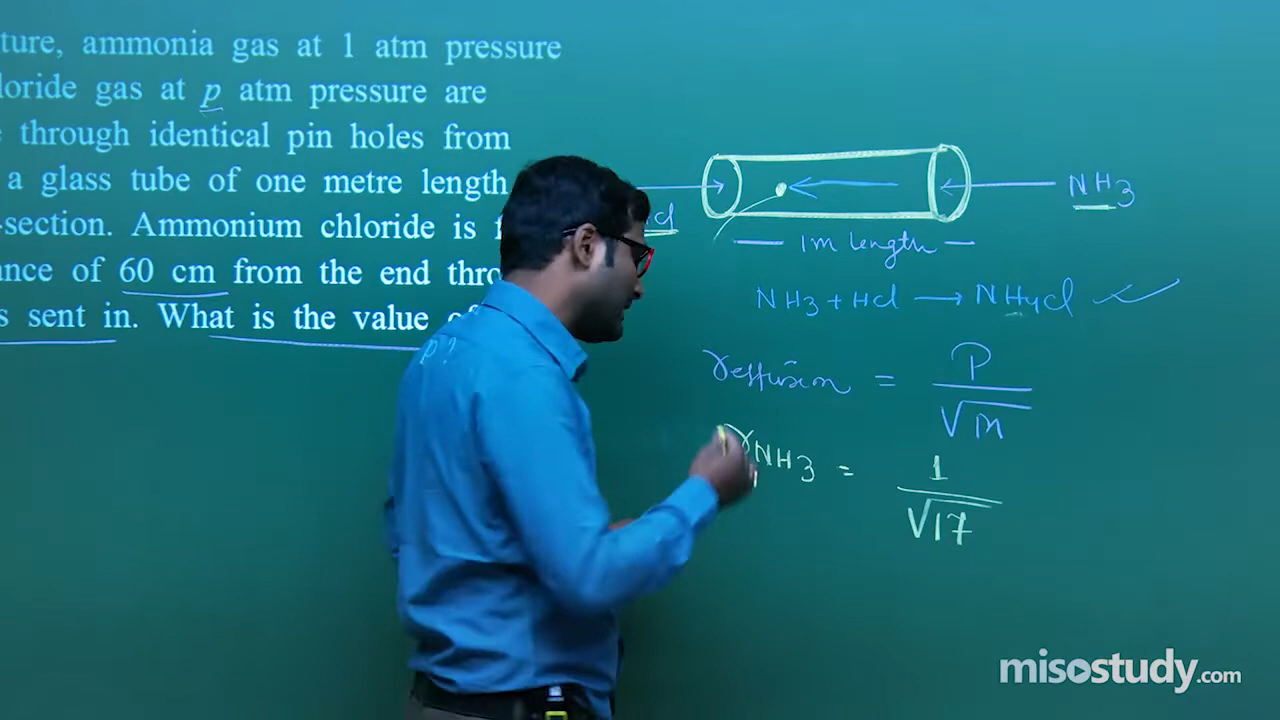 ture, ammonia gas at 1 atm pressure
loride gas at p atm pressure are
through identical pin holes from
a glass tube of one metre length
-section. Ammonium chloride is
ance of 60 cm from the end thro
s sent in. What is the value
p?
NH3
1m length
NH3 + Hcl → NH4cl ✓
r effusion = P / √m
rNH3 = 1 / √17
misostudy.com